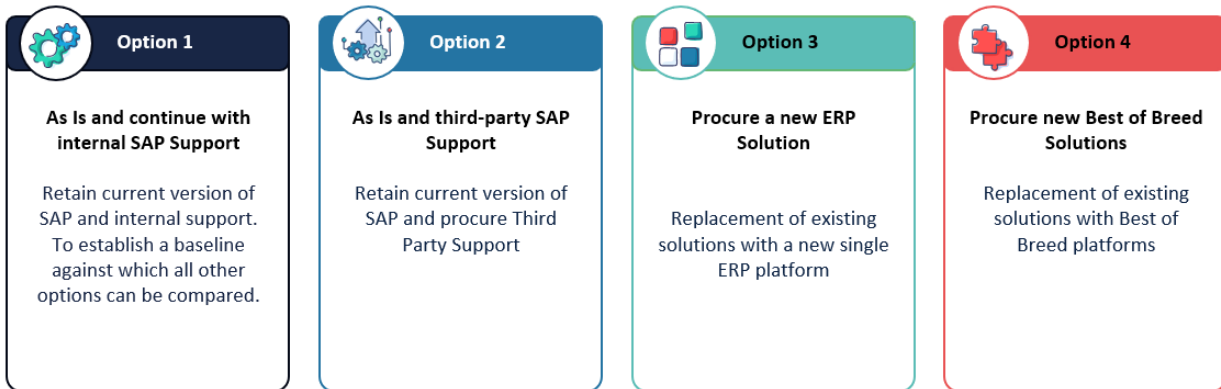 Option 1
As Is and continue with
internal SAP Support
Retain current version of
SAP and internal support.
To establish a baseline
against which all other
options can be compared.
Option 2
As Is and third-party SAP
Support
Retain current version of
SAP and procure Third
Party Support
Option 3
Procure a new ERP
Solution
Replacement of existing
solutions with a new single
ERP platform
Option 4
Procure new Best of Breed
Solutions
Replacement of existing
solutions with Best of
Breed platforms